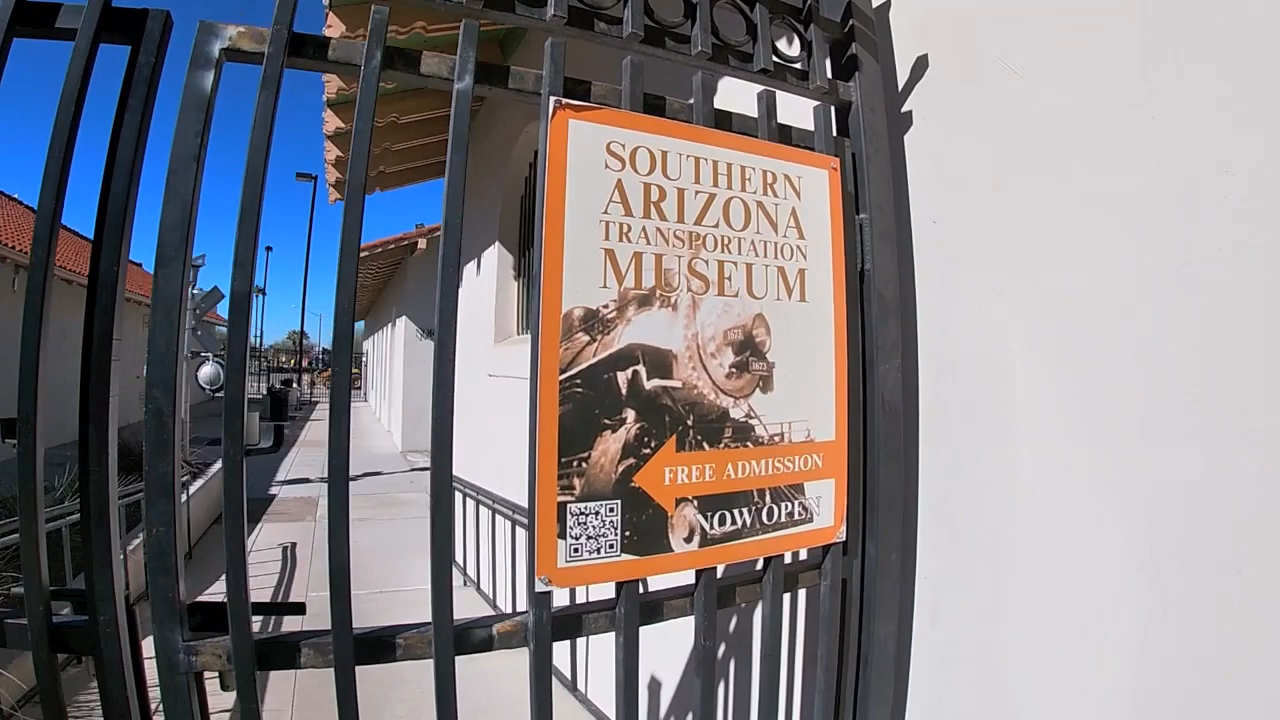 SOUTHERN
ARIZONA
TRANSPORTATION
MUSEUM
1673
1673
FREE ADMISSION
NOW OPEN